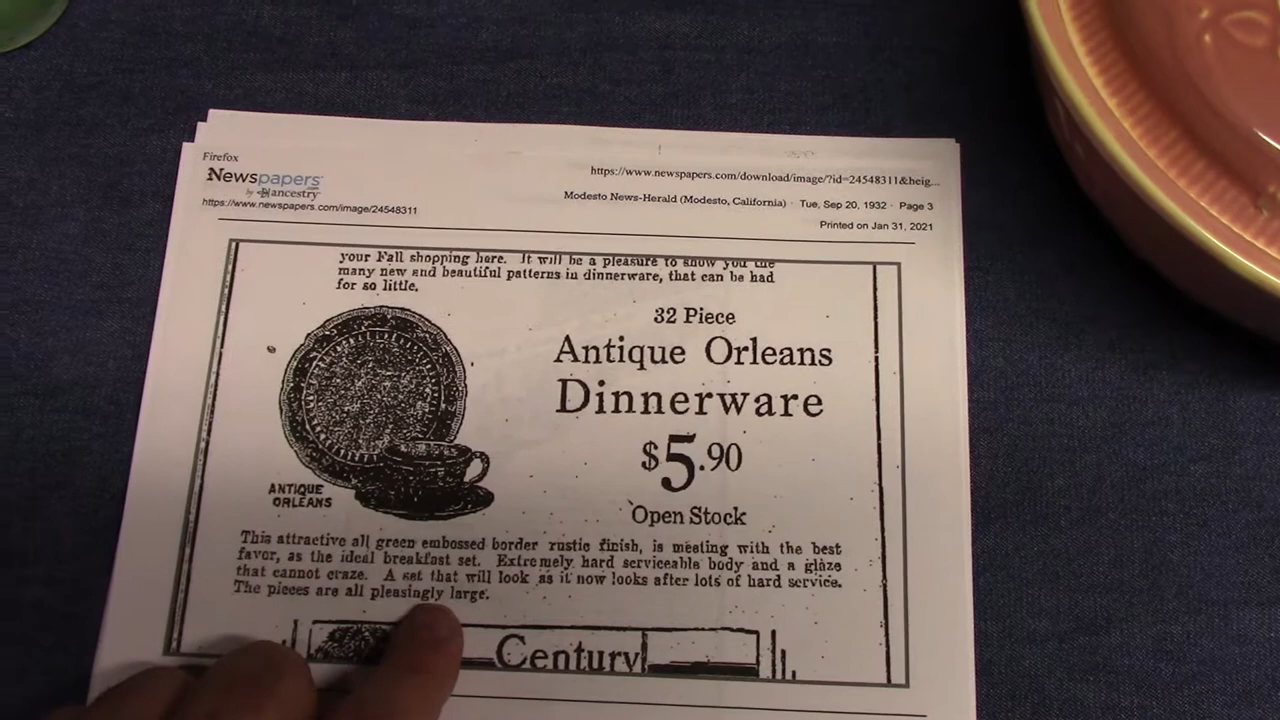 Firefox
Newspapers
by ancestry
https://www.newspapers.com/image/24548311
https://www.newspapers.com/download/image/?id=24548311&heig...
Modesto News-Herald (Modesto, California) · Tue, Sep 20, 1932 · Page 3
Printed on Jan 31, 2021
your Fall shopping here. It will be a pleasure to show you the
many new and beautiful patterns in dinnerware, that can be had
for so little.
32 Piece
Antique Orleans
Dinnerware
$5.90
Open Stock
ANTIQUE
ORLEANS
This attractive all green embossed border rustic finish, is meeting with the best
favor, as the ideal breakfast set. Extremely hard serviceable body and a glaze
that cannot craze. A set that will look as it now looks after lots of hard service.
The pieces are all pleasingly large.
Century